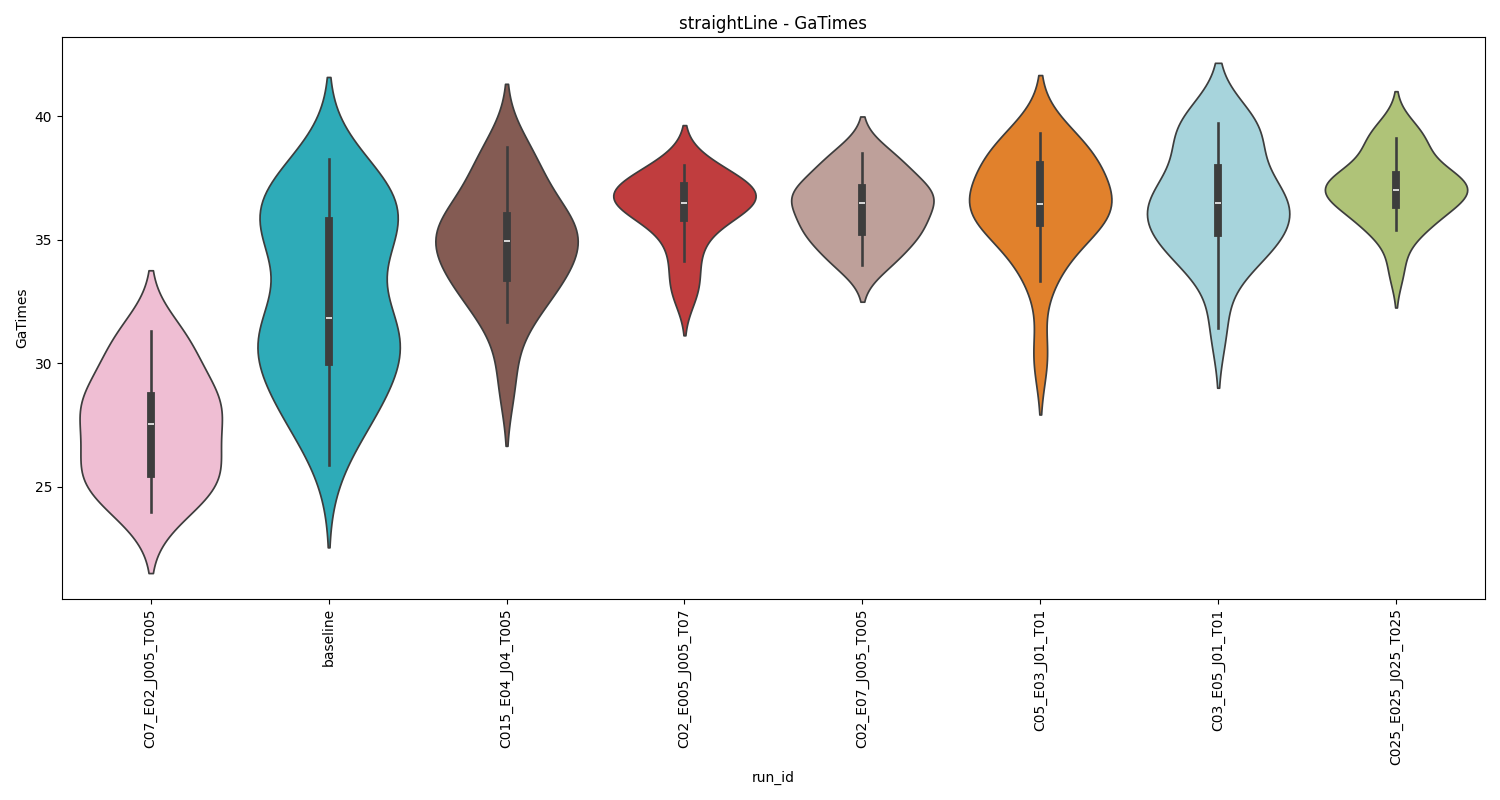 straightLine - GaTimes
GaTimes
40
35
30
25
C07_E02_J005_T005
baseline
C015_E04_J04_T005
C02_E005_J005_T07
C02_E07_J005_T005
C05_E03_J01_T01
C03_E05_J01_T01
C025_E025_J025_T025
run_id